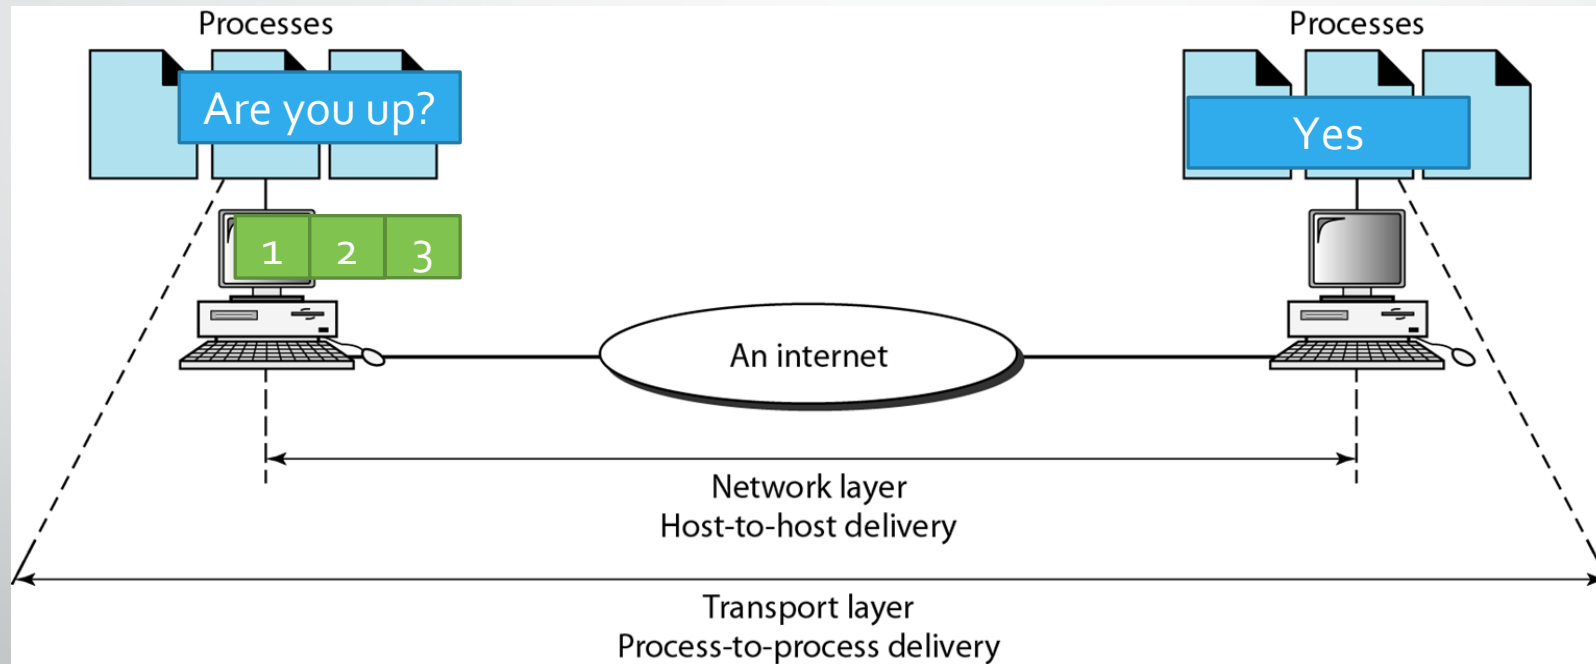 Processes
Processes
Are you up?
Yes
1 2 3
An internet
Network layer
Host-to-host delivery
Transport layer
Process-to-process delivery